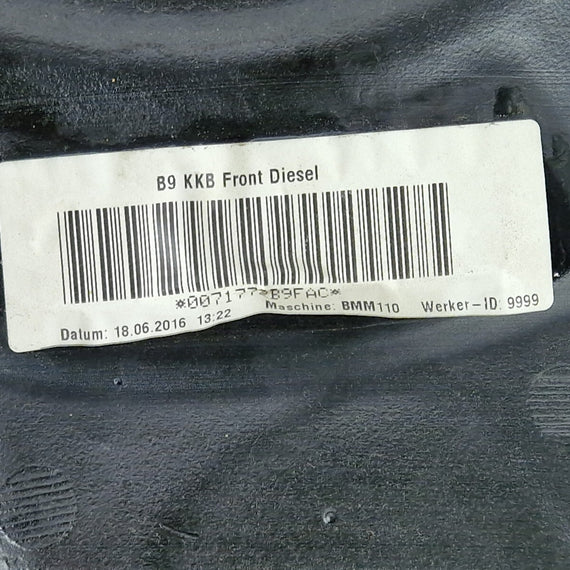 B9 KKB Front Diesel
*007177*B9FAC*
Datum: 18.06.2016 13:22 Maschine: BMM110 Werker-ID: 9999